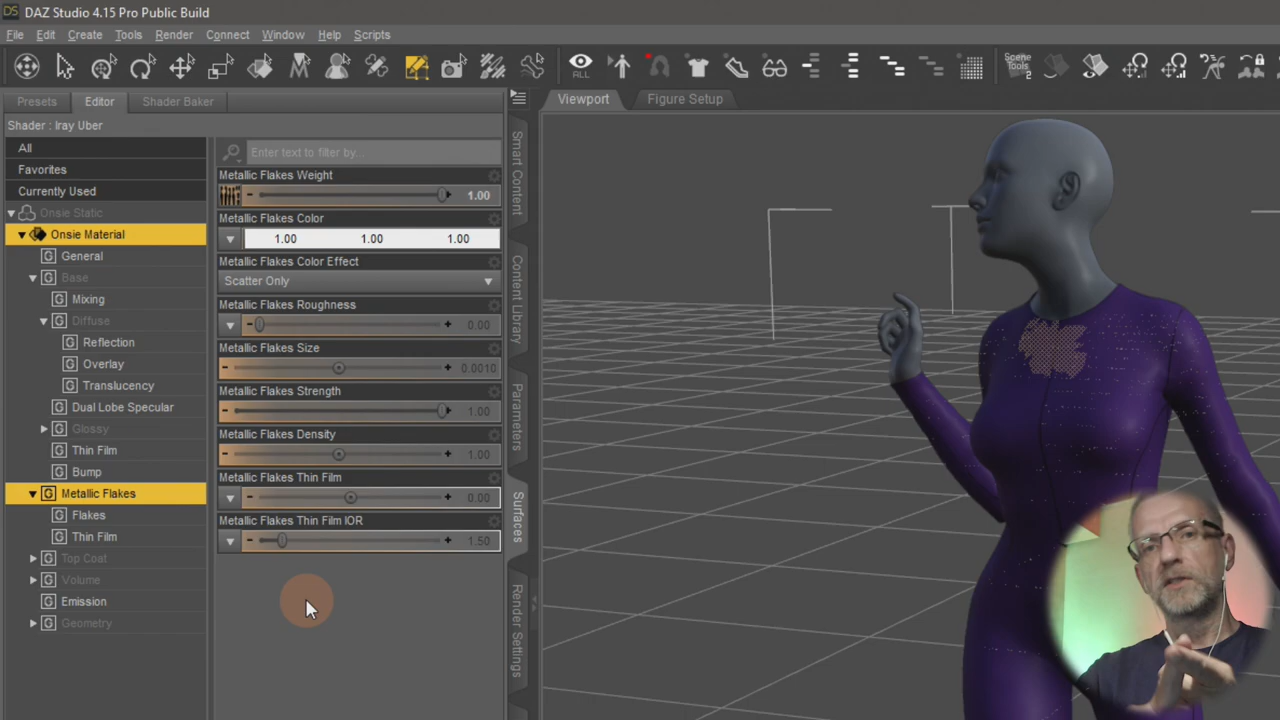 DAZ Studio 4.15 Pro Public Build
File Edit Create Tools Render Connect Window Help Scripts
ALL
Scene Tools 2
Presets Editor Shader Baker
Viewport Figure Setup
Shader : Iray Uber
All
Favorites
Currently Used
Onsie Static
Onsie Material
General
Base
Mixing
Diffuse
Reflection
Overlay
Translucency
Dual Lobe Specular
Glossy
Thin Film
Bump
Metallic Flakes
Flakes
Thin Film
Top Coat
Volume
Emission
Geometry
Enter text to filter by...
Metallic Flakes Weight
1.00
Metallic Flakes Color
1.00 1.00 1.00
Metallic Flakes Color Effect
Scatter Only
Metallic Flakes Roughness
0.00
Metallic Flakes Size
0.0010
Metallic Flakes Strength
1.00
Metallic Flakes Density
1.00
Metallic Flakes Thin Film
0.00
Metallic Flakes Thin Film IOR
1.50
Smart Content
Content Library
Parameters
Surfaces
Render Settings